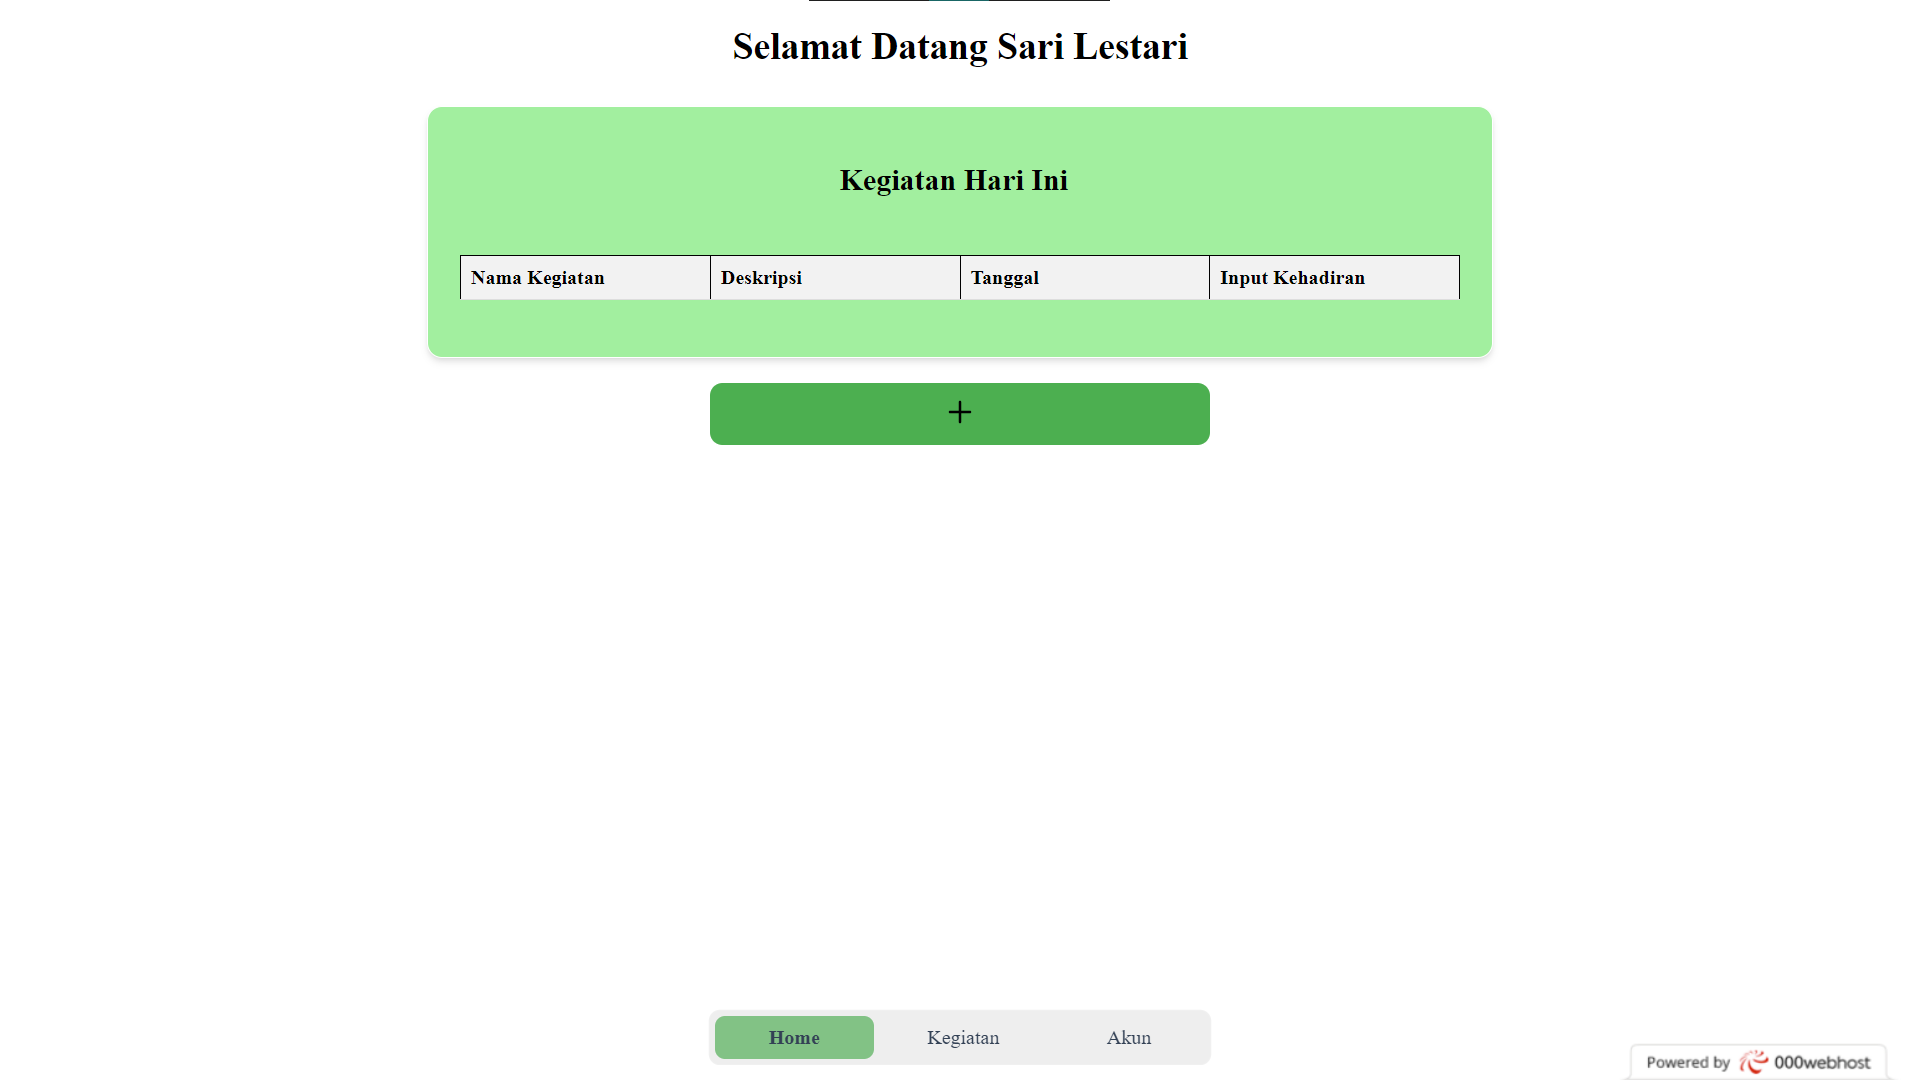 Selamat Datang Sari Lestari
Kegiatan Hari Ini
Nama Kegiatan Deskripsi Tanggal Input Kehadiran
+
Home Kegiatan Akun
Powered by 000webhost